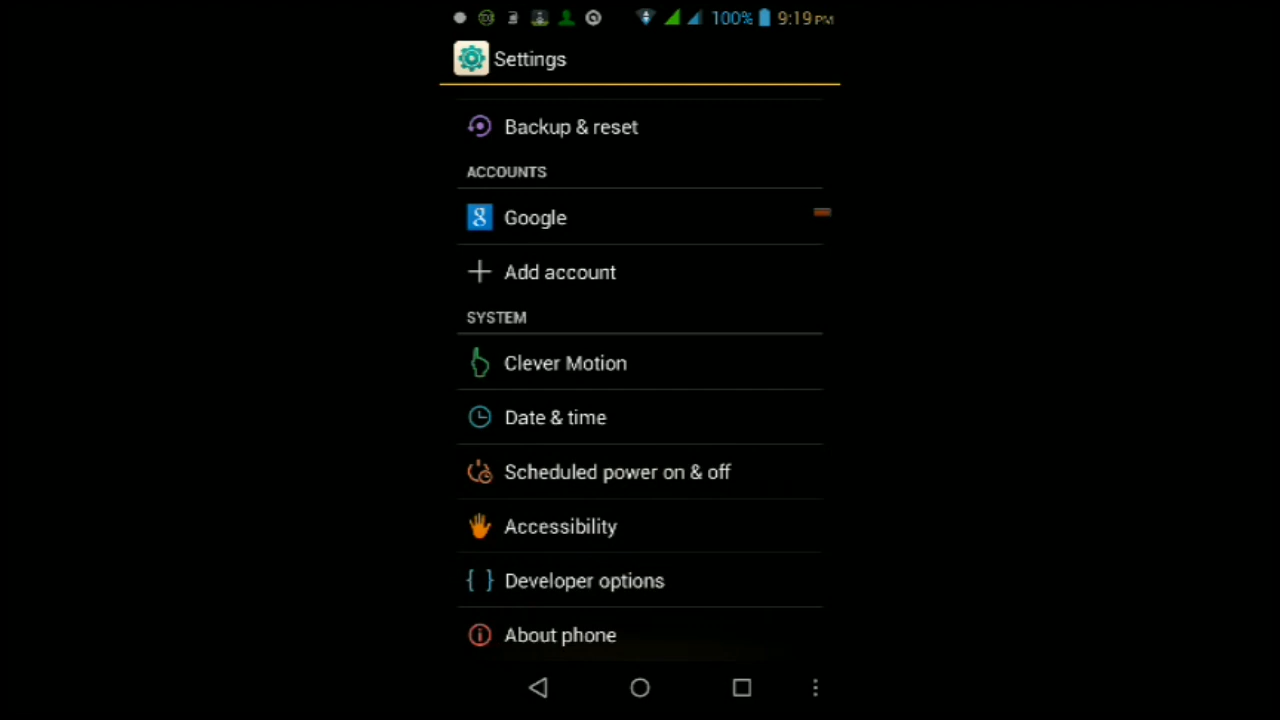 100% 9:19 PM
Settings
Backup & reset
ACCOUNTS
Google
Add account
SYSTEM
Clever Motion
Date & time
Scheduled power on & off
Accessibility
Developer options
About phone